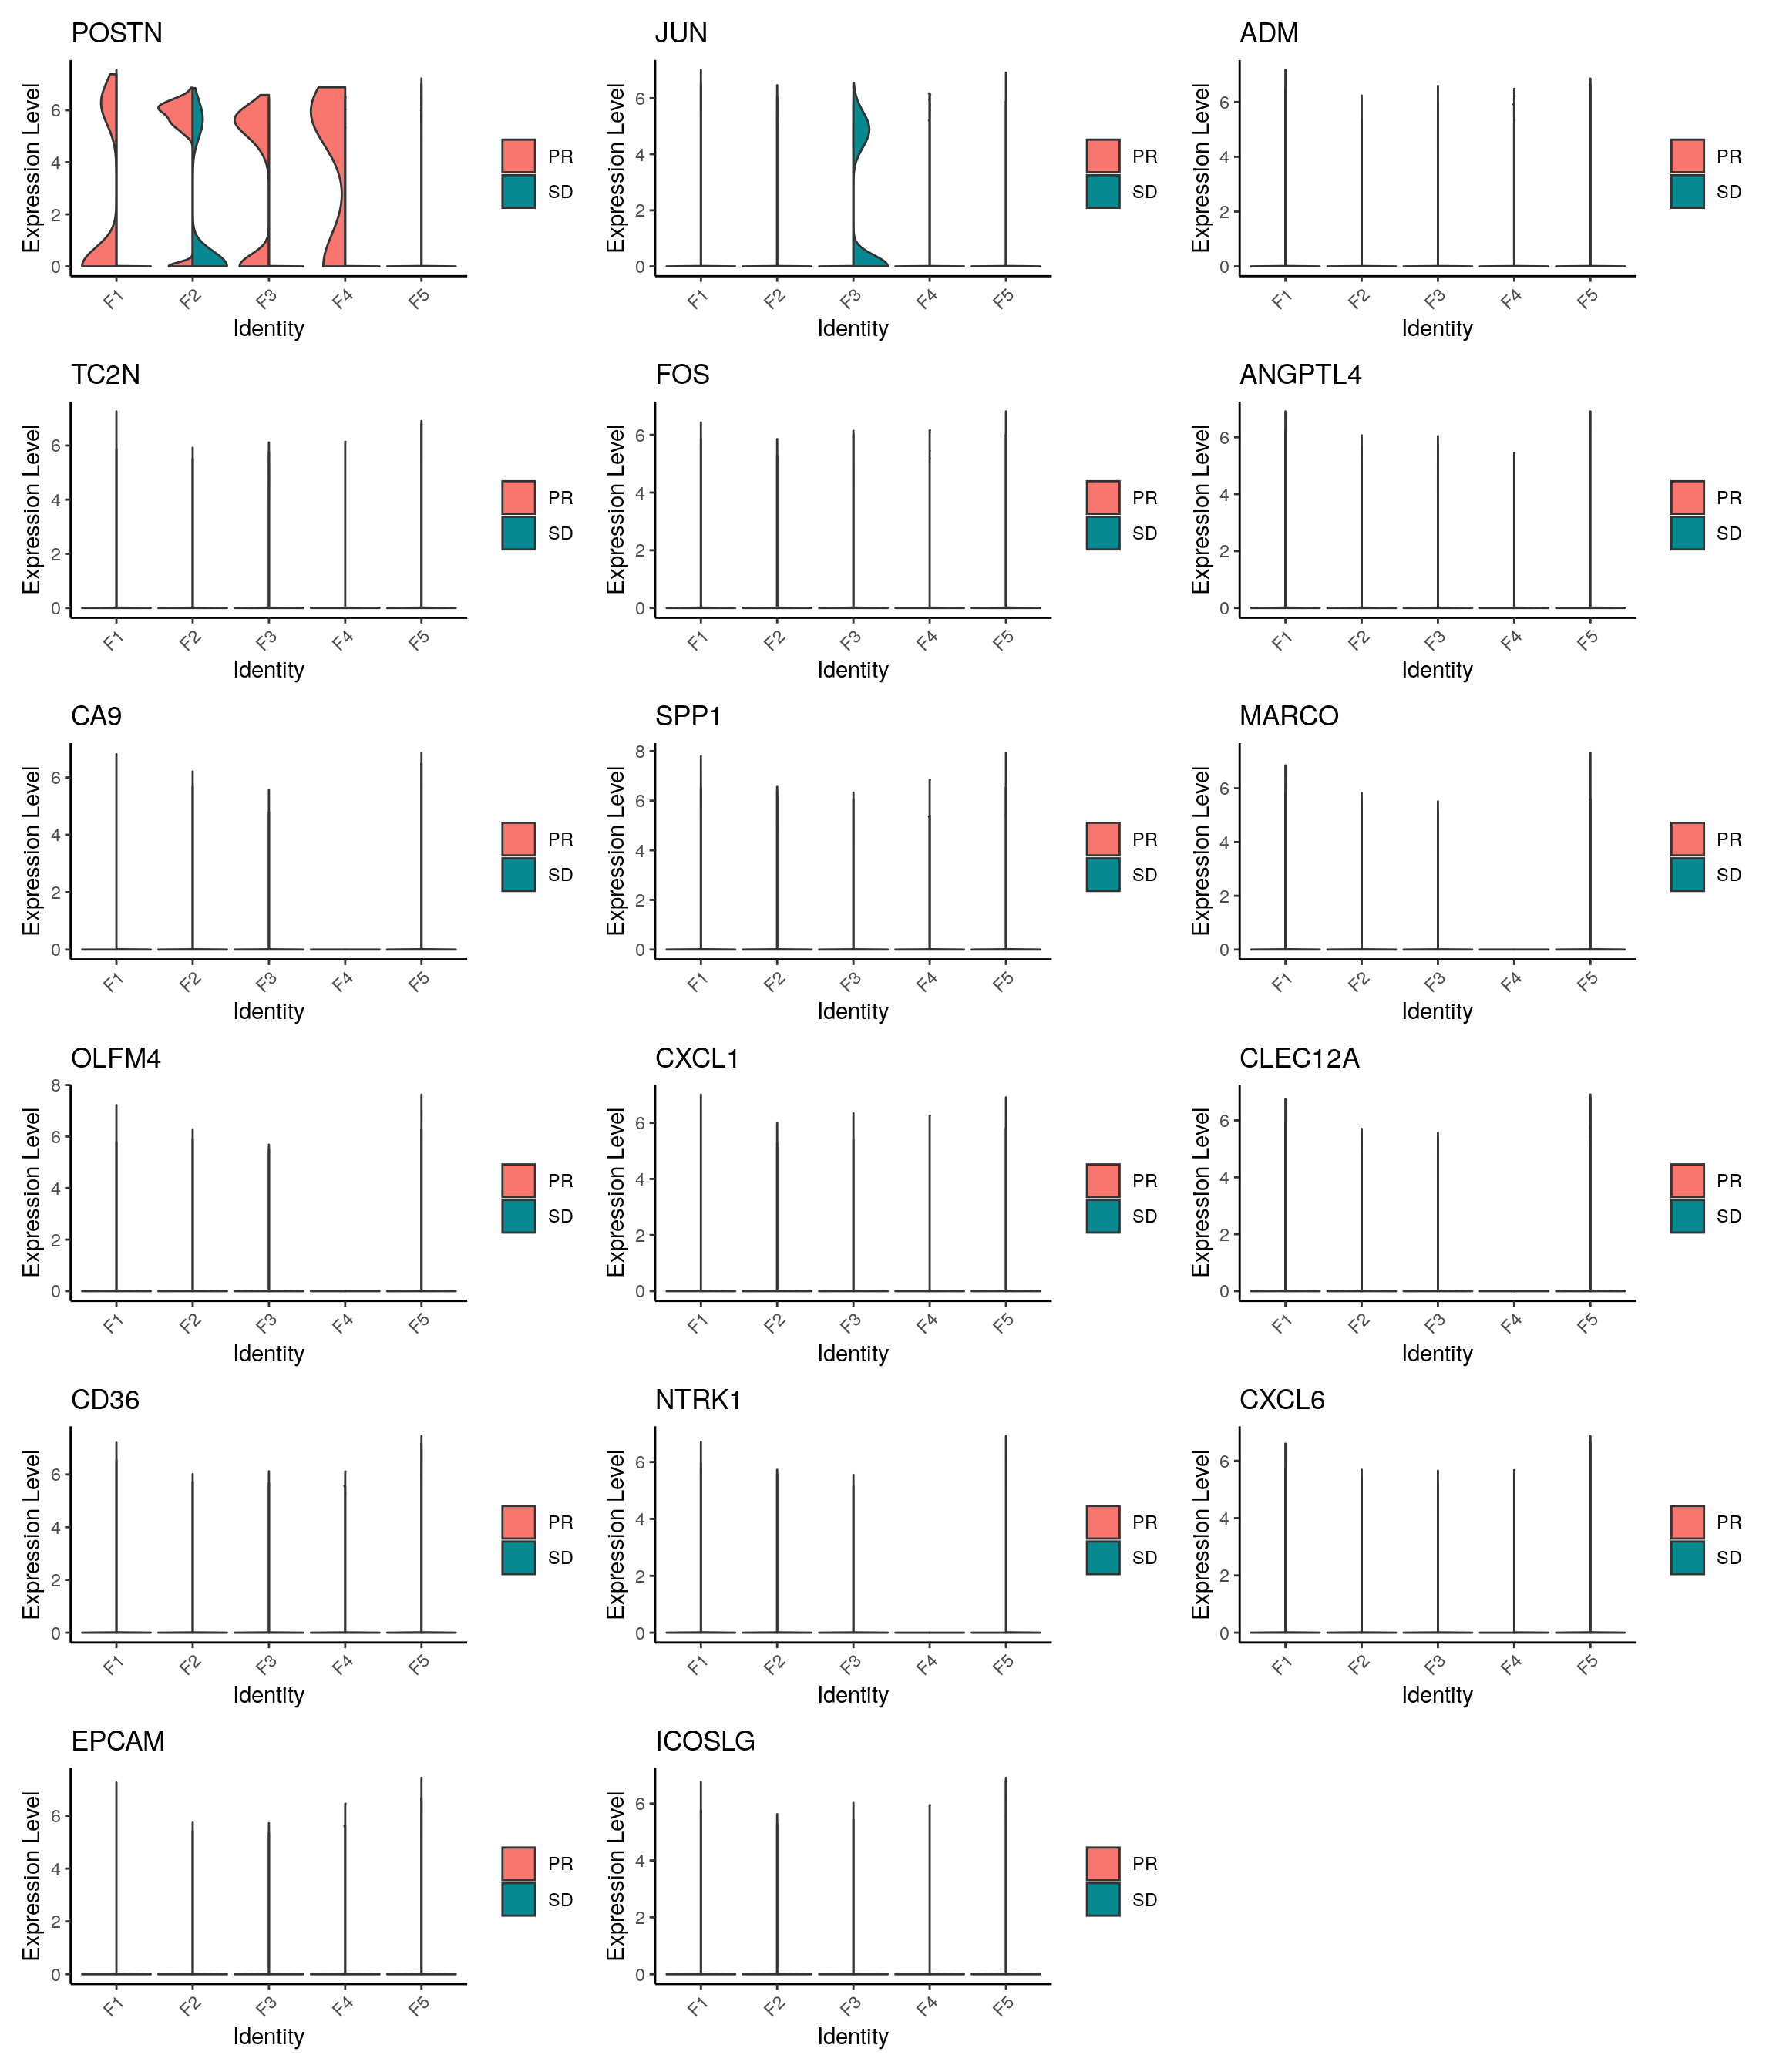 POSTN
Expression Level
6
4
2
0
F1 F2 F3 F4 F5
Identity
PR
SD
JUN
Expression Level
6
4
2
0
F1 F2 F3 F4 F5
Identity
PR
SD
ADM
Expression Level
6
4
2
0
F1 F2 F3 F4 F5
Identity
PR
SD
TC2N
Expression Level
6
4
2
0
F1 F2 F3 F4 F5
Identity
PR
SD
FOS
Expression Level
6
4
2
0
F1 F2 F3 F4 F5
Identity
PR
SD
ANGPTL4
Expression Level
6
4
2
0
F1 F2 F3 F4 F5
Identity
PR
SD
CA9
Expression Level
6
4
2
0
F1 F2 F3 F4 F5
Identity
PR
SD
SPP1
Expression Level
8
6
4
2
0
F1 F2 F3 F4 F5
Identity
PR
SD
MARCO
Expression Level
6
4
2
0
F1 F2 F3 F4 F5
Identity
PR
SD
OLFM4
Expression Level
8
6
4
2
0
F1 F2 F3 F4 F5
Identity
PR
SD
CXCL1
Expression Level
6
4
2
0
F1 F2 F3 F4 F5
Identity
PR
SD
CLEC12A
Expression Level
6
4
2
0
F1 F2 F3 F4 F5
Identity
PR
SD
CD36
Expression Level
6
4
2
0
F1 F2 F3 F4 F5
Identity
PR
SD
NTRK1
Expression Level
6
4
2
0
F1 F2 F3 F4 F5
Identity
PR
SD
CXCL6
Expression Level
6
4
2
0
F1 F2 F3 F4 F5
Identity
PR
SD
EPCAM
Expression Level
6
4
2
0
F1 F2 F3 F4 F5
Identity
PR
SD
ICOSLG
Expression Level
6
4
2
0
F1 F2 F3 F4 F5
Identity
PR
SD